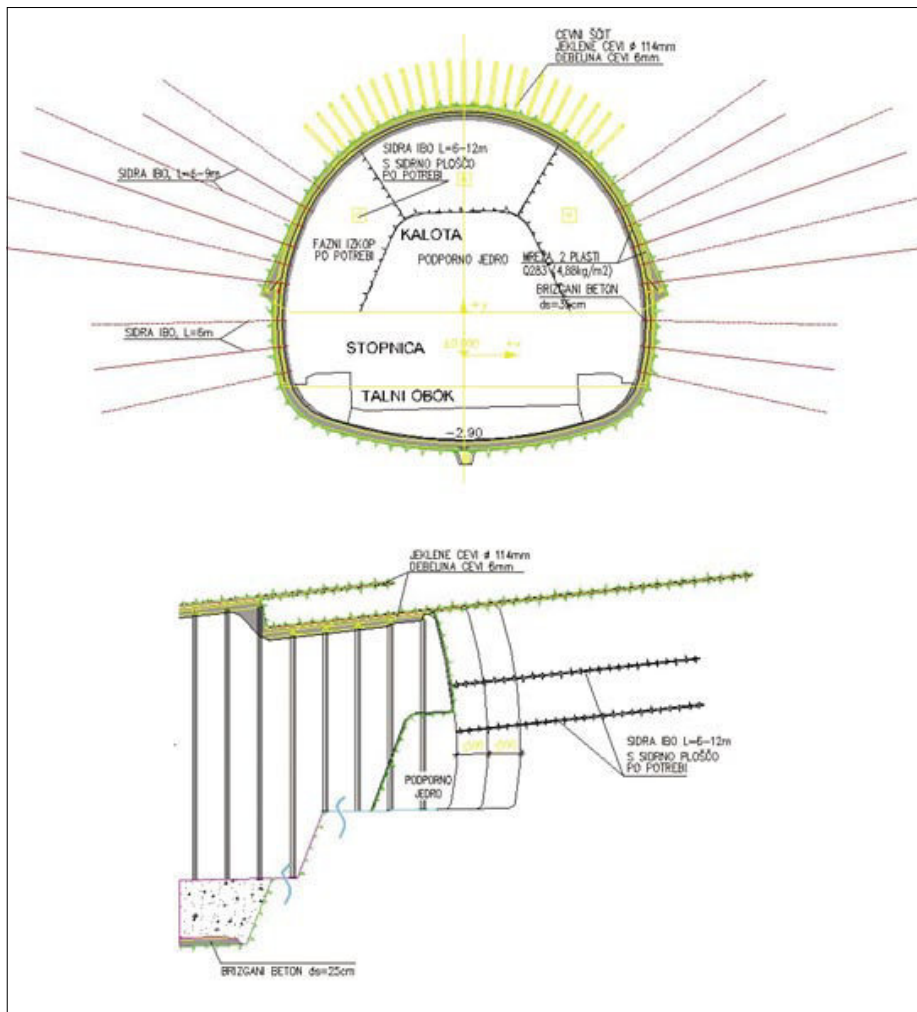 CEVNI ŠČIT
JEKLENE CEVI ø 114mm
DEBELINA CEVI 6mm
SIDRA IBO L=6-12m
S SIDRNO PLOŠČO
PO POTREBI
SIDRA IBO, L=6-9m
FAZNI IZKOP
PO POTREBI
KALOTA
PODPORNO JEDRO
MREŽA, 2 PLASTI
Q283 (4,88kg/m2)
BRIZGANI BETON
ds=35cm
SIDRA IBO, L=6m
STOPNICA
TALNI OBOK
-2.90
JEKLENE CEVI ø 114mm
DEBELINA CEVI 6mm
SIDRA IBO L=6-12m
S SIDRNO PLOŠČO
PO POTREBI
PODPORNO
JEDRO
BRIZGANI BETON ds=25cm